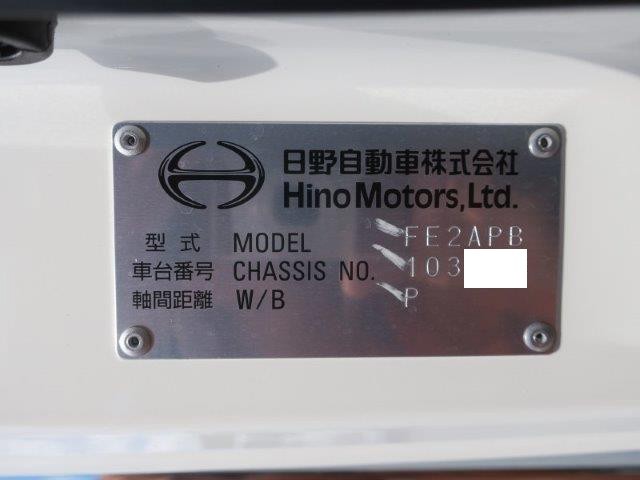 日野自動車株式会社
Hino Motors, Ltd.
型式 MODEL FE2APB
車台番号 CHASSIS NO. 103
軸間距離 W/B P